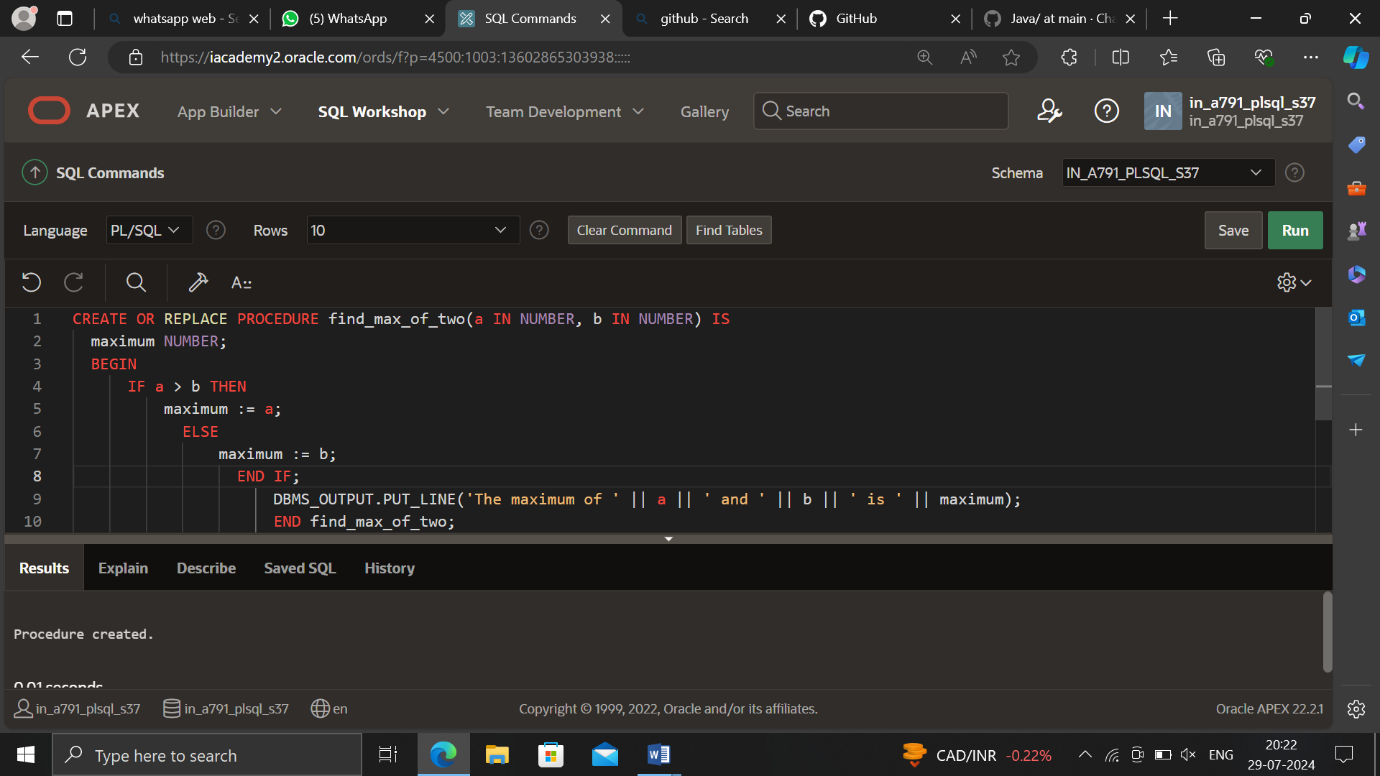 whatsapp web - Se
(5) WhatsApp
SQL Commands
github - Search
GitHub
Java/ at main · Cha
https://iacademy2.oracle.com/ords/f?p=4500:1003:13602865303938:::::
APEX
App Builder
SQL Workshop
Team Development
Gallery
Search
IN
in_a791_plsql_s37
in_a791_plsql_s37
SQL Commands
Schema
IN_A791_PLSQL_S37
Language
PL/SQL
Rows
10
Clear Command
Find Tables
Save
Run
A::
1 CREATE OR REPLACE PROCEDURE find_max_of_two(a IN NUMBER, b IN NUMBER) IS
2 maximum NUMBER;
3 BEGIN
4 IF a > b THEN
5 maximum := a;
6 ELSE
7 maximum := b;
8 END IF;
9 DBMS_OUTPUT.PUT_LINE('The maximum of ' || a || ' and ' || b || ' is ' || maximum);
10 END find_max_of_two;
Results
Explain
Describe
Saved SQL
History
Procedure created.
0.01 seconds
in_a791_plsql_s37
in_a791_plsql_s37
en
Copyright © 1999, 2022, Oracle and/or its affiliates.
Oracle APEX 22.2.1
Type here to search
CAD/INR -0.22%
ENG
20:22
29-07-2024